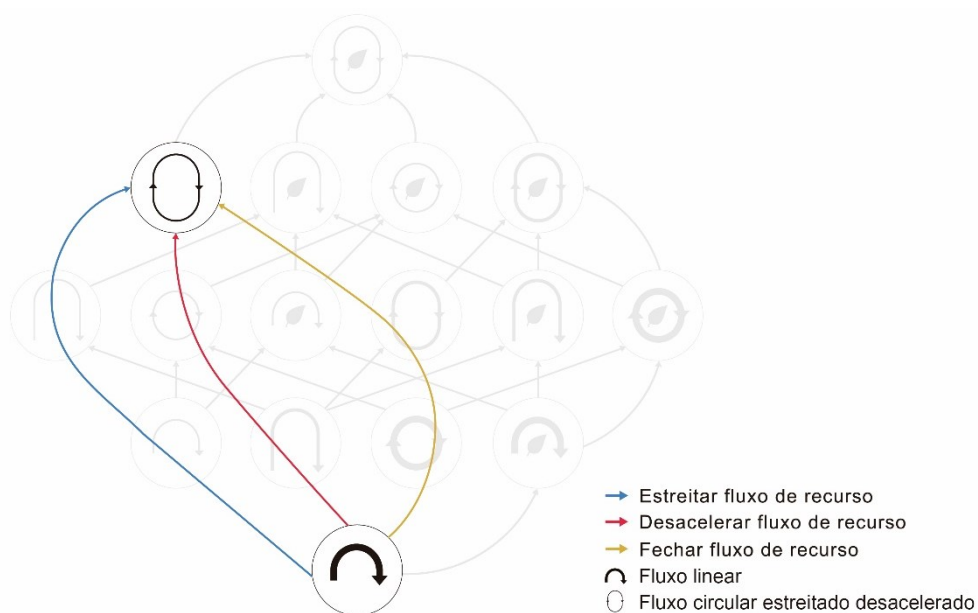 Estreitar fluxo de recurso
Desacelerar fluxo de recurso
Fechar fluxo de recurso
Fluxo linear
Fluxo circular estreitado desacelerado